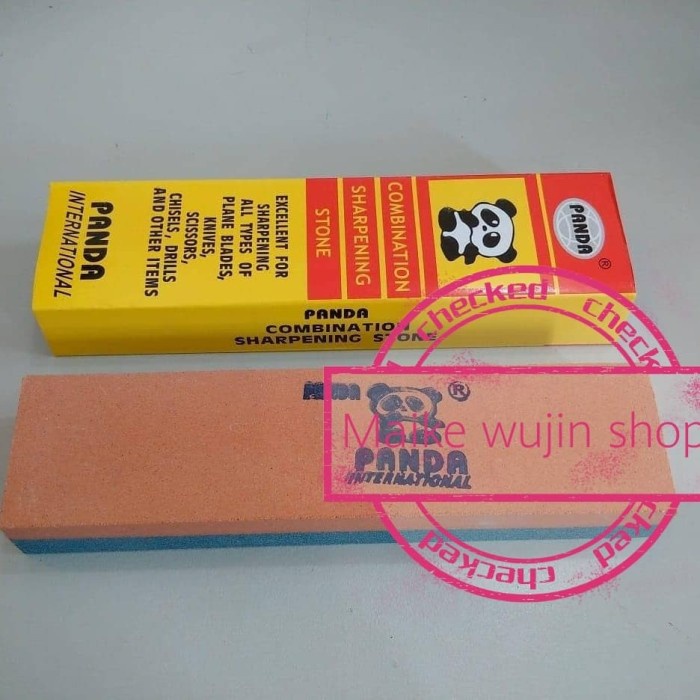 PANDA
®
COMBINATION
SHARPENING
STONE
EXCELLENT FOR
SHARPENING
ALL TYPES OF
PLANE BLADES,
KNIVES,
SCISSORS,
CHISELS, DRILLS
AND OTHER ITEMS
PANDA
INTERNATIONAL
PANDA
COMBINATION
SHARPENING STONE
PANDA
®
PANDA
INTERNATIONAL
checked checked
Maike wujin shop
checked checked